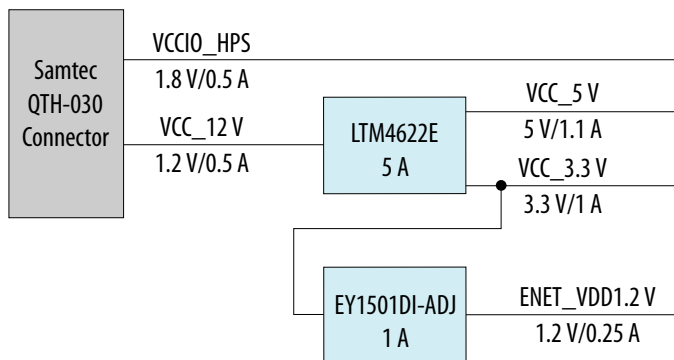 Samtec
QTH-030
Connector
VCCIO_HPS
1.8 V/0.5 A
VCC_12 V
1.2 V/0.5 A
LTM4622E
5 A
VCC_5 V
5 V/1.1 A
VCC_3.3 V
3.3 V/1 A
EY1501DI-ADJ
1 A
ENET_VDD1.2 V
1.2 V/0.25 A